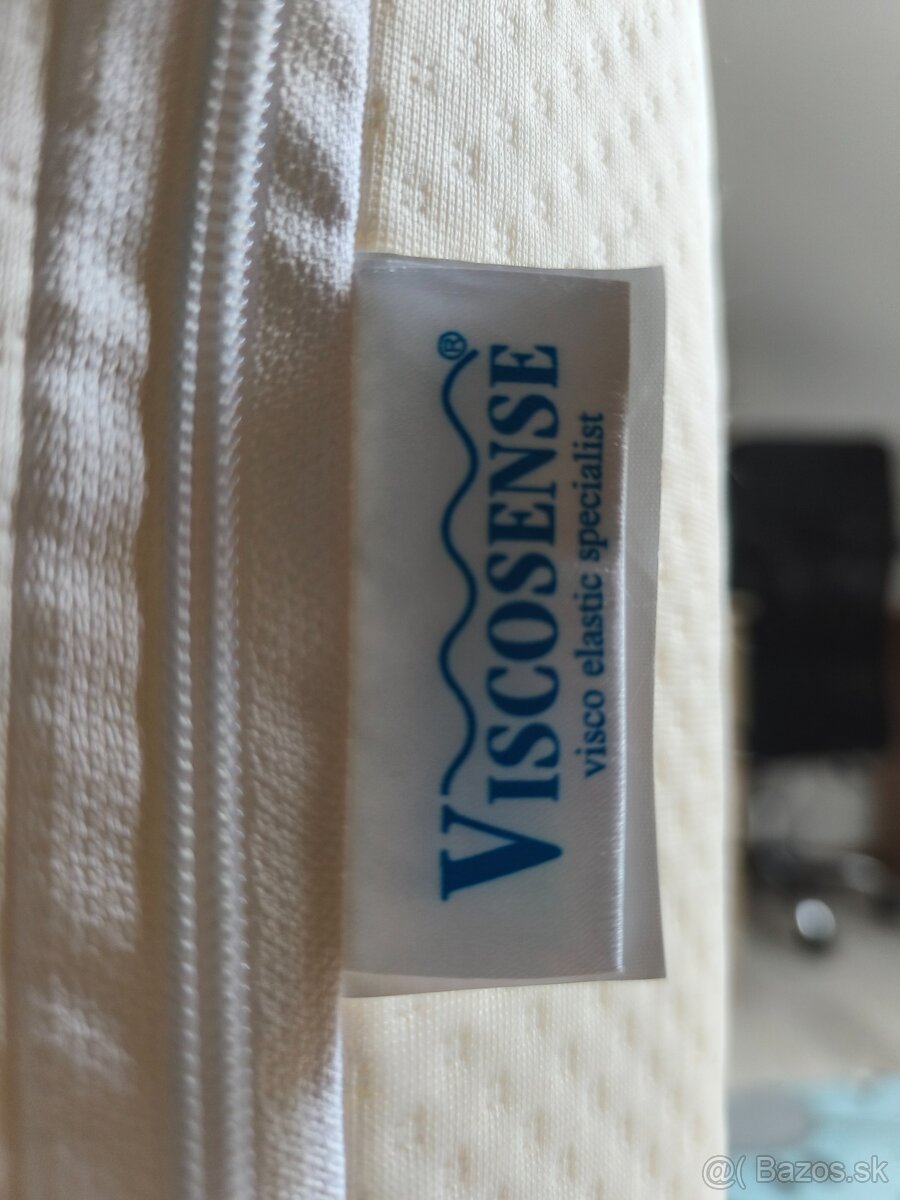 VISCOSENSE®
visco elastic specialist
@( Bazos.sk